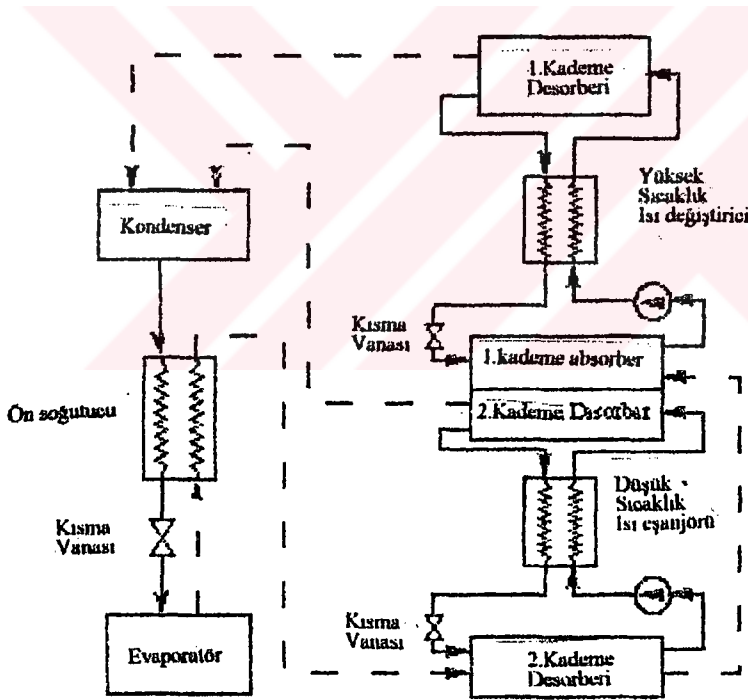 1.Kademe
Desorberi
Kondenser
Yüksek
Sıcaklık
Isı değiştirici
Kısma
Vanası
1.kademe absorber
2.Kademe Desorber
Ön soğutucu
Düşük
Sıcaklık
Isı eşanjörü
Kısma
Vanası
Kısma
Vanası
Evaporatör
2.Kademe
Desorberi